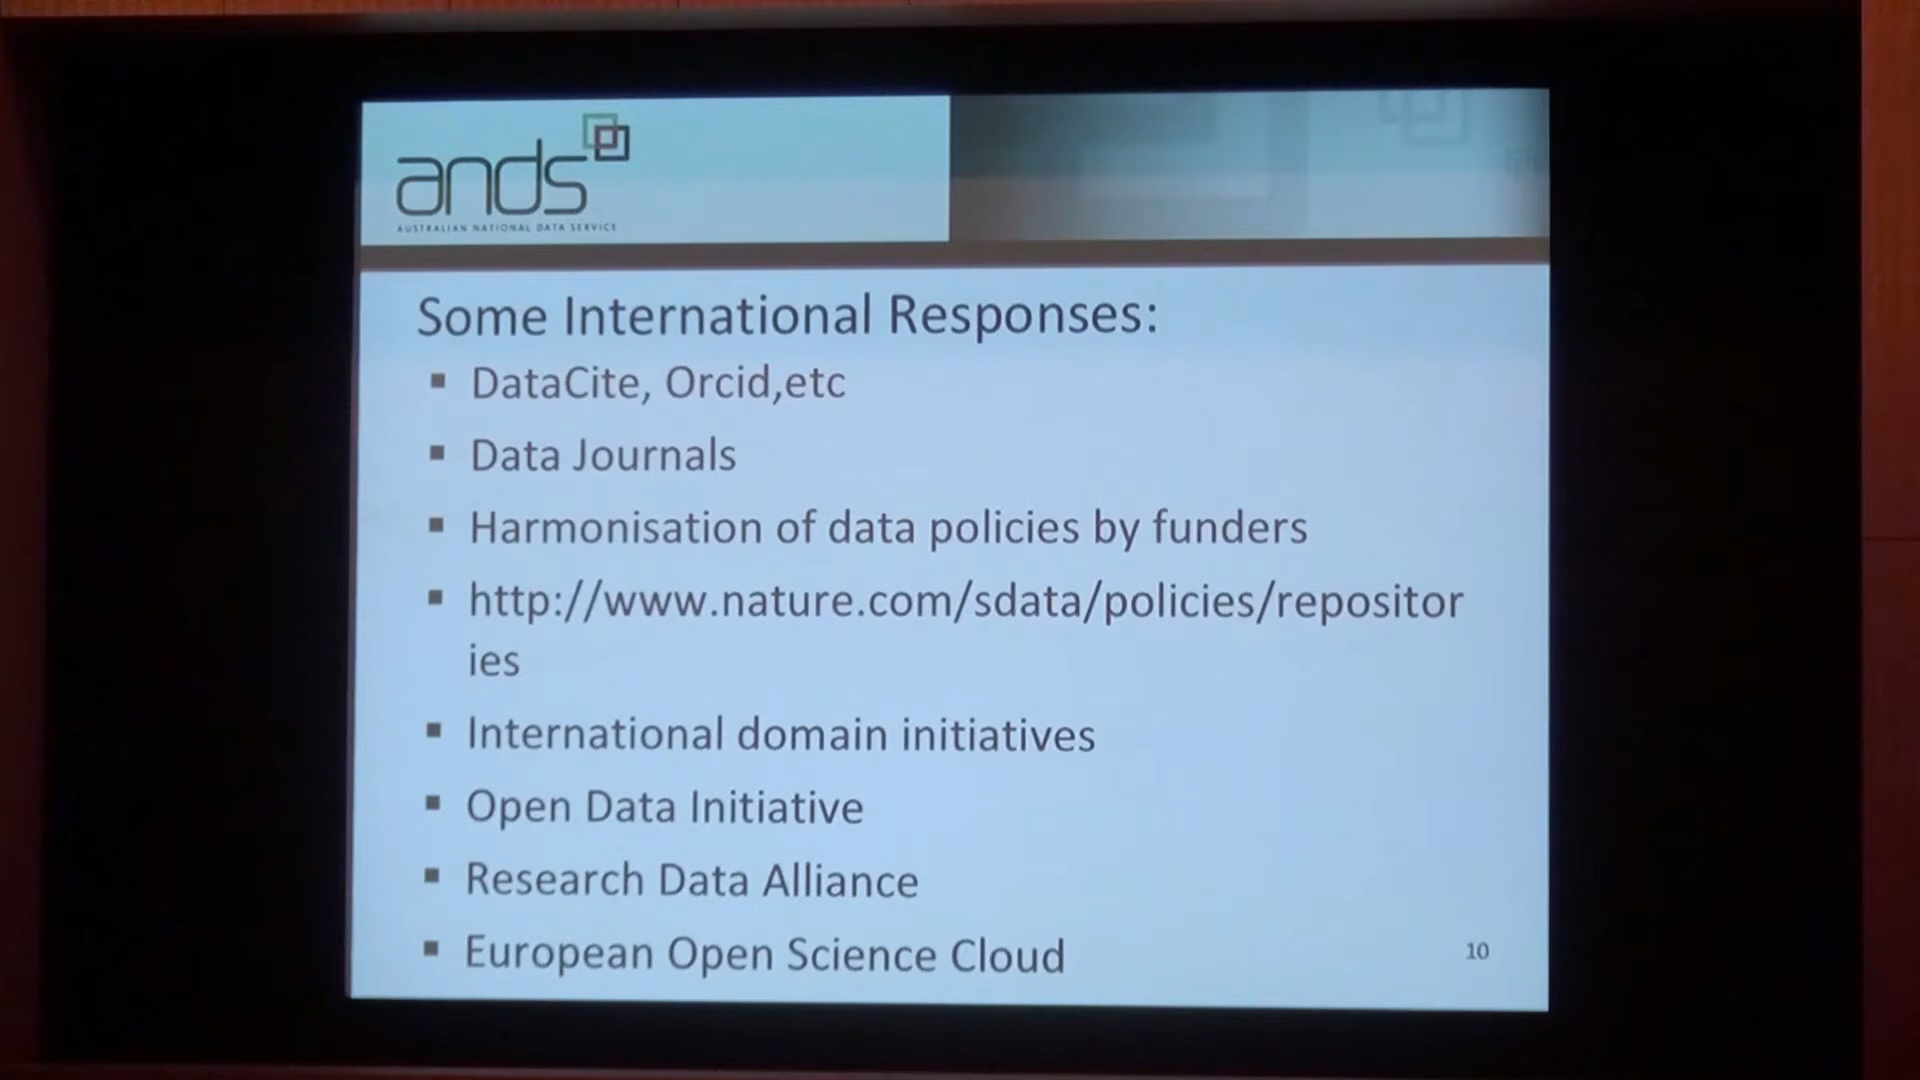 ands
AUSTRALIAN NATIONAL DATA SERVICE
Some International Responses:
▪ DataCite, Orcid,etc
▪ Data Journals
▪ Harmonisation of data policies by funders
▪ http://www.nature.com/sdata/policies/repositor
ies
▪ International domain initiatives
▪ Open Data Initiative
▪ Research Data Alliance
▪ European Open Science Cloud
10